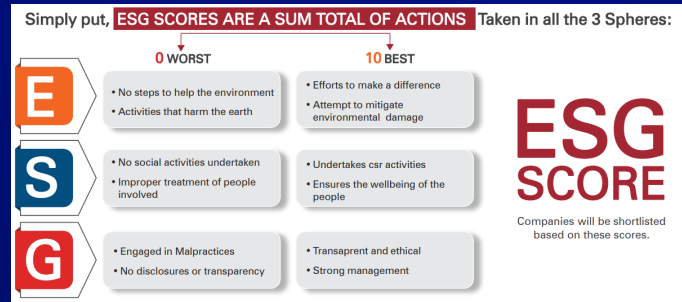 Simply put, ESG SCORES ARE A SUM TOTAL OF ACTIONS Taken in all the 3 Spheres:
0 WORST
10 BEST
E
• No steps to help the environment
• Activities that harm the earth
• Efforts to make a difference
• Attempt to mitigate
environmental damage
S
• No social activities undertaken
• Improper treatment of people
involved
• Undertakes csr activities
• Ensures the wellbeing of the
people
G
• Engaged in Malpractices
• No disclosures or transparency
• Transaprent and ethical
• Strong management
ESG
SCORE
Companies will be shortlisted
based on these scores.